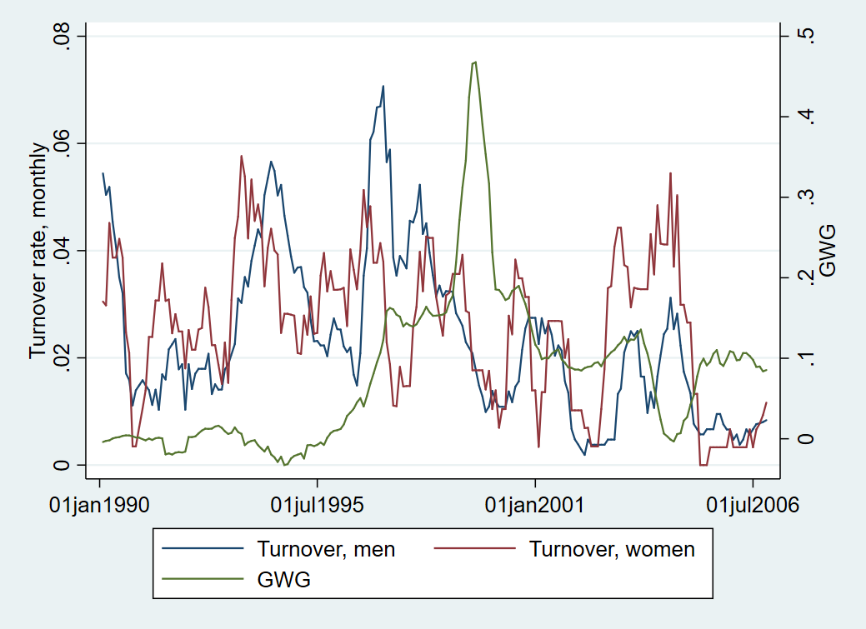 .08
.06
.04
.02
0
Turnover rate, monthly
.5
.4
.3
.2
.1
0
GWG
01jan1990 01jul1995 01jan2001 01jul2006
Turnover, men Turnover, women
GWG